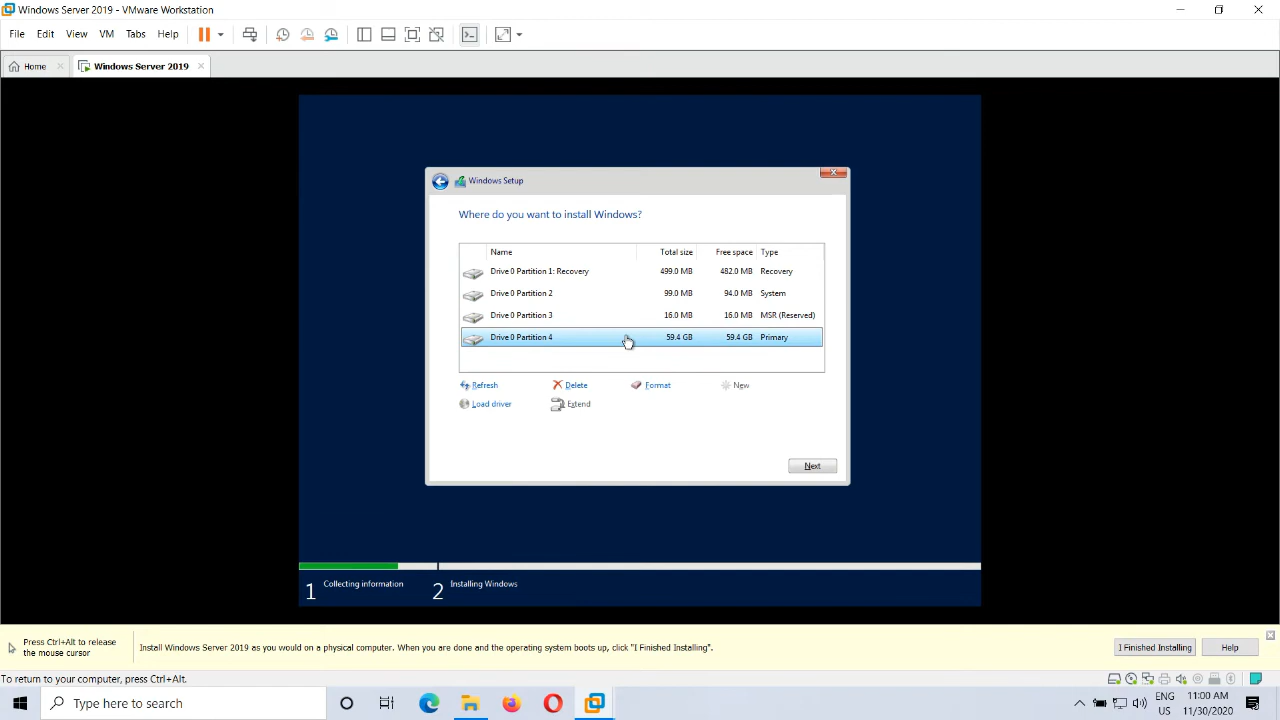 Windows Server 2019 - VMware Workstation
File Edit View VM Tabs Help
Home Windows Server 2019
Windows Setup
Where do you want to install Windows?
Name Total size Free space Type
Drive 0 Partition 1: Recovery 499.0 MB 482.0 MB Recovery
Drive 0 Partition 2 99.0 MB 94.0 MB System
Drive 0 Partition 3 16.0 MB 16.0 MB MSR (Reserved)
Drive 0 Partition 4 59.4 GB 59.4 GB Primary
Refresh Delete Format New
Load driver Extend
Next
1 Collecting information 2 Installing Windows
Press Ctrl+Alt to release
the mouse cursor
Install Windows Server 2019 as you would on a physical computer. When you are done and the operating system boots up, click "I Finished Installing".
I Finished Installing Help
To return to your computer, press Ctrl+Alt.
Type here to search
ENG
US
11:00 AM
11/30/2020